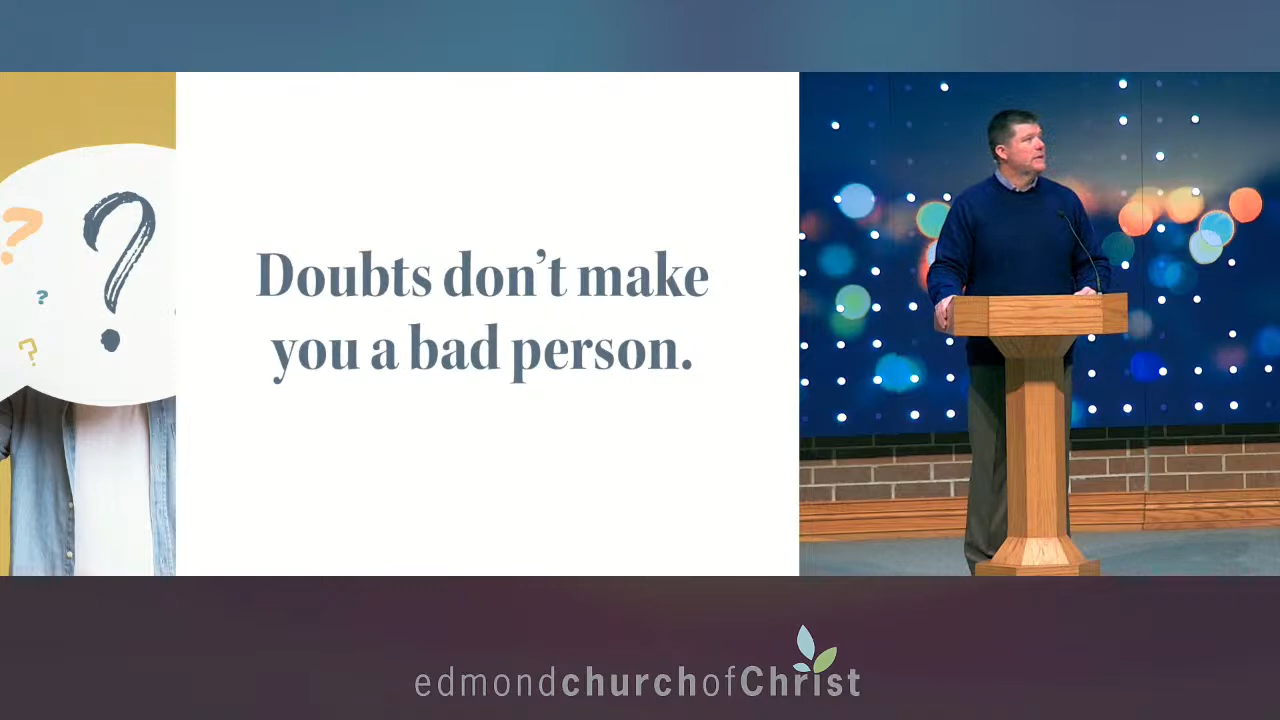 ?
?
?
?
Doubts don’t make
you a bad person.
edmondchurchofChrist